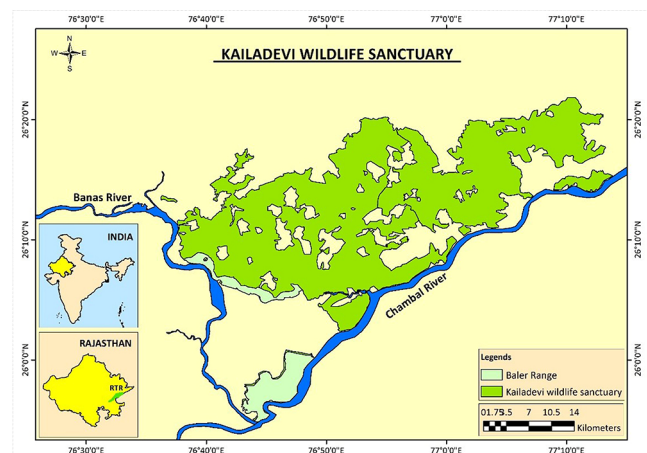 76°30'0"E 76°40'0"E 76°50'0"E 77°0'0"E 77°10'0"E
N
W E
S
KAILADEVI WILDLIFE SANCTUARY
26°20'0"N 26°20'0"N
Banas River
26°10'0"N 26°10'0"N
INDIA
Chambal River
RAJASTHAN
RTR
26°0'0"N 26°0'0"N
Legends
Baler Range
Kailadevi wildlife sanctuary
01.753.5 7 10.5 14
Kilometers
76°30'0"E 76°40'0"E 76°50'0"E 77°0'0"E 77°10'0"E